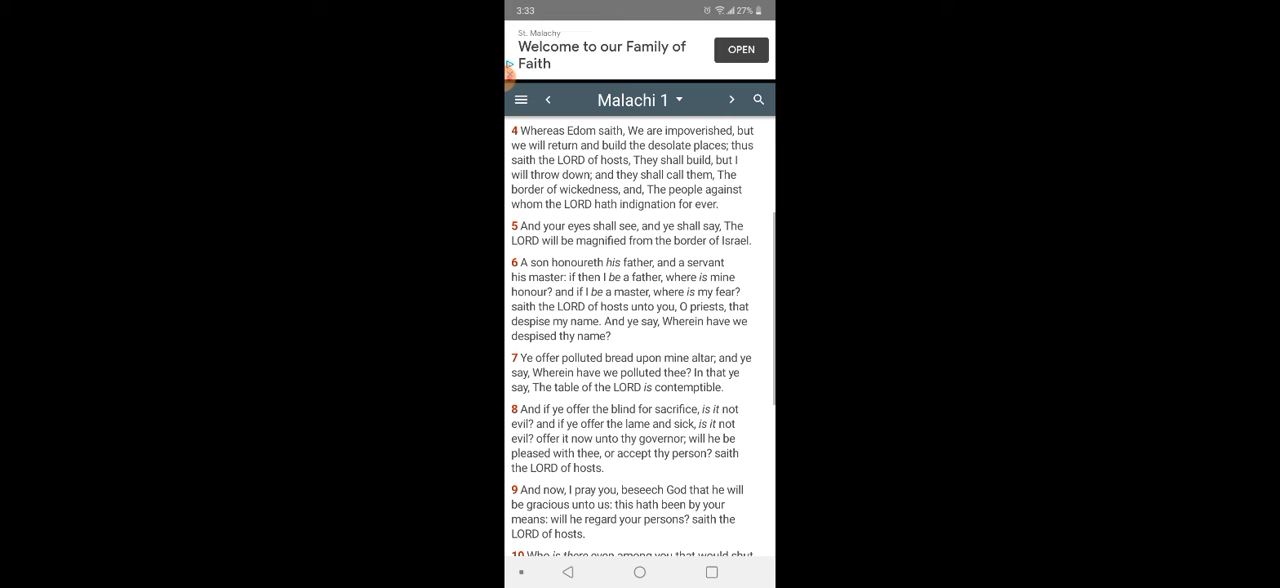 3:33
27%
St. Malachy
Welcome to our Family of
Faith
OPEN
Malachi 1
4 Whereas Edom saith, We are impoverished, but
we will return and build the desolate places; thus
saith the LORD of hosts, They shall build, but I
will throw down; and they shall call them, The
border of wickedness, and, The people against
whom the LORD hath indignation for ever.
5 And your eyes shall see, and ye shall say, The
LORD will be magnified from the border of Israel.
6 A son honoureth his father, and a servant
his master: if then I be a father, where is mine
honour? and if I be a master, where is my fear?
saith the LORD of hosts unto you, O priests, that
despise my name. And ye say, Wherein have we
despised thy name?
7 Ye offer polluted bread upon mine altar; and ye
say, Wherein have we polluted thee? In that ye
say, The table of the LORD is contemptible.
8 And if ye offer the blind for sacrifice, is it not
evil? and if ye offer the lame and sick, is it not
evil? offer it now unto thy governor; will he be
pleased with thee, or accept thy person? saith
the LORD of hosts.
9 And now, I pray you, beseech God that he will
be gracious unto us: this hath been by your
means: will he regard your persons? saith the
LORD of hosts.
10 Who is there even among you that would shut